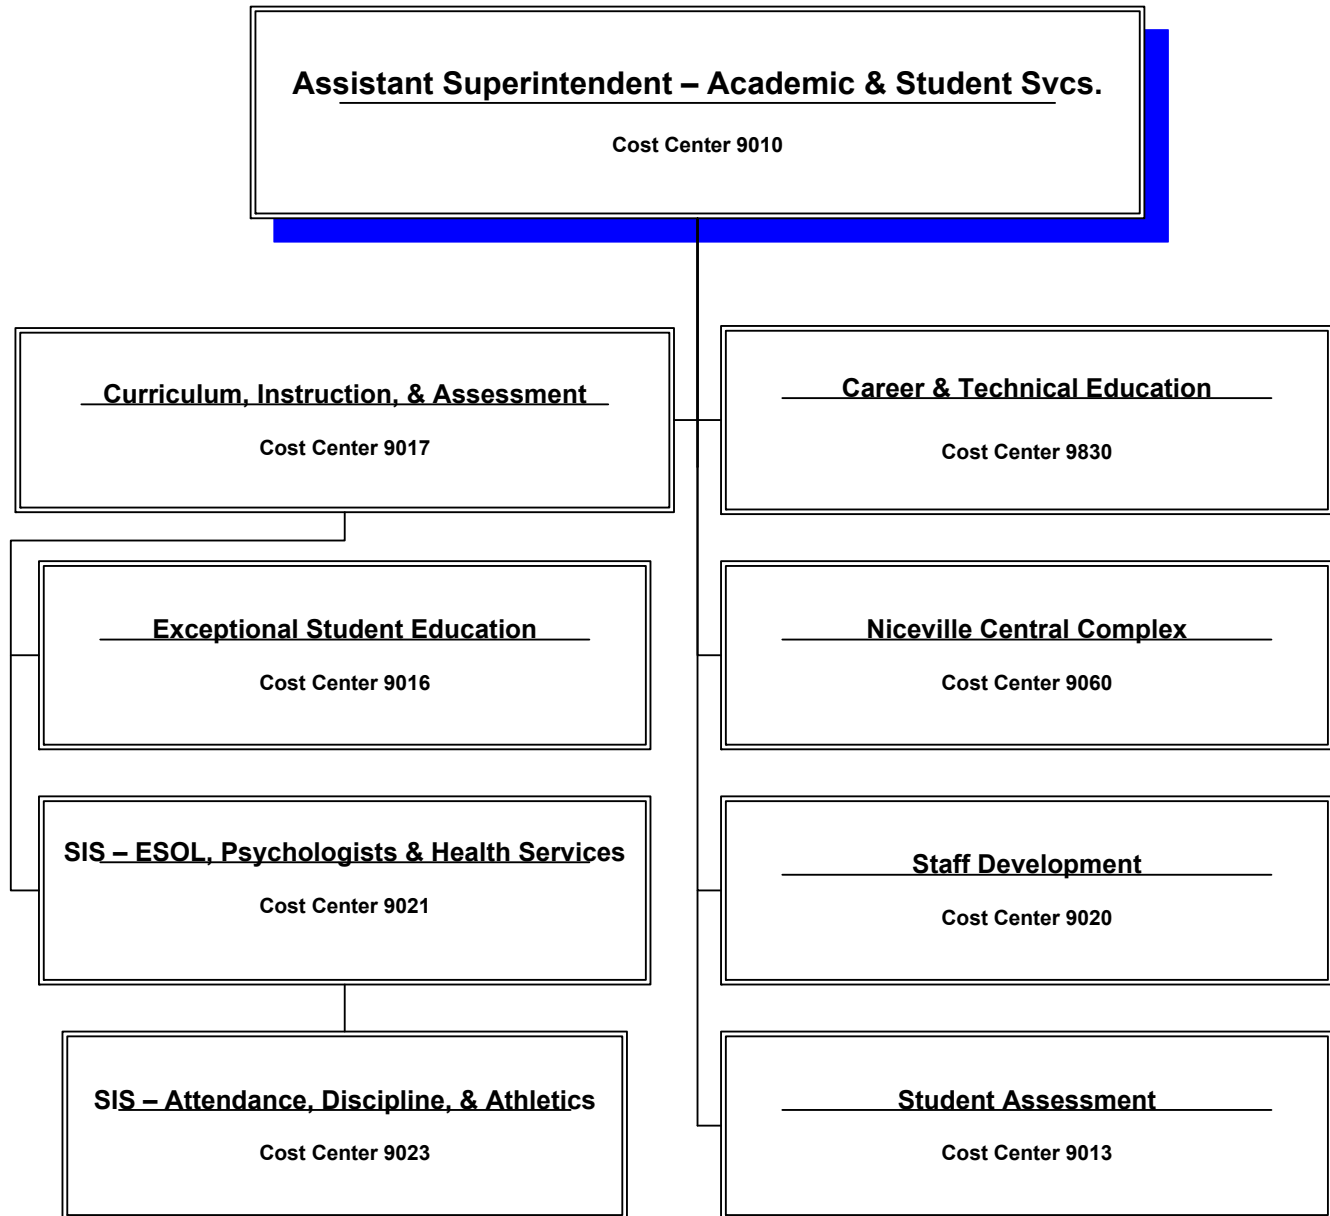 Assistant Superintendent – Academic & Student Svcs.
Cost Center 9010
Curriculum, Instruction, & Assessment
Cost Center 9017
Career & Technical Education
Cost Center 9830
Exceptional Student Education
Cost Center 9016
Niceville Central Complex
Cost Center 9060
SIS – ESOL, Psychologists & Health Services
Cost Center 9021
Staff Development
Cost Center 9020
SIS – Attendance, Discipline, & Athletics
Cost Center 9023
Student Assessment
Cost Center 9013